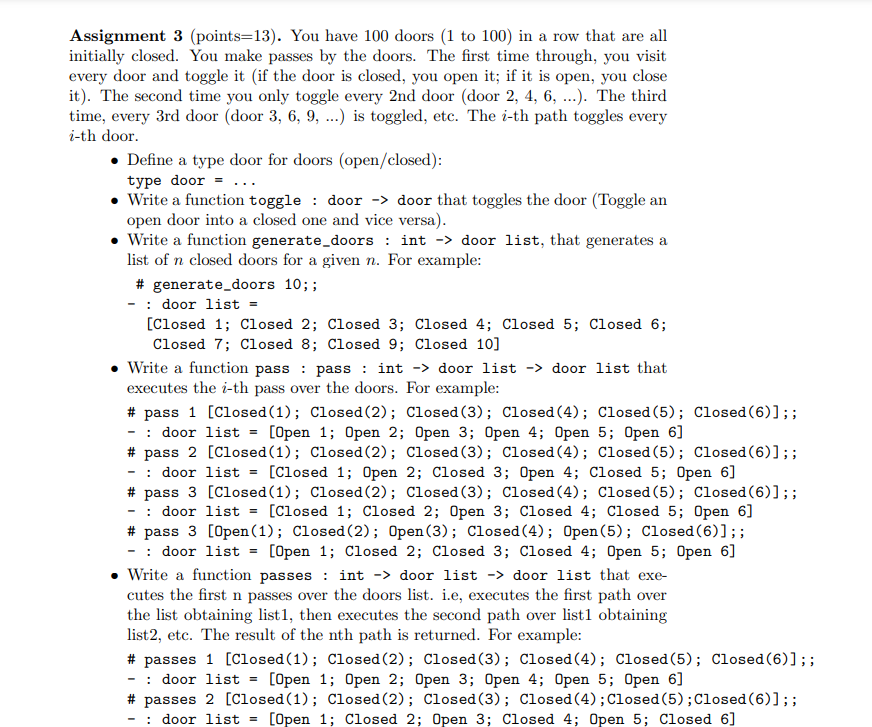 Assignment 3 (points=13). You have 100 doors (1 to 100) in a row that are all
initially closed. You make passes by the doors. The first time through, you visit
every door and toggle it (if the door is closed, you open it; if it is open, you close
it). The second time you only toggle every 2nd door (door 2, 4, 6, ...). The third
time, every 3rd door (door 3, 6, 9, ...) is toggled, etc. The i-th path toggles every
i-th door.
• Define a type door for doors (open/closed):
type door = ...
• Write a function toggle : door -> door that toggles the door (Toggle an
open door into a closed one and vice versa).
• Write a function generate_doors : int -> door list, that generates a
list of n closed doors for a given n. For example:
# generate_doors 10;;
- : door list =
[Closed 1; Closed 2; Closed 3; Closed 4; Closed 5; Closed 6;
Closed 7; Closed 8; Closed 9; Closed 10]
• Write a function pass : pass : int -> door list -> door list that
executes the i-th pass over the doors. For example:
# pass 1 [Closed(1); Closed(2); Closed(3); Closed(4); Closed(5); Closed(6)];;
- : door list = [Open 1; Open 2; Open 3; Open 4; Open 5; Open 6]
# pass 2 [Closed(1); Closed(2); Closed(3); Closed(4); Closed(5); Closed(6)];;
- : door list = [Closed 1; Open 2; Closed 3; Open 4; Closed 5; Open 6]
# pass 3 [Closed(1); Closed(2); Closed(3); Closed(4); Closed(5); Closed(6)];;
- : door list = [Closed 1; Closed 2; Open 3; Closed 4; Closed 5; Open 6]
# pass 3 [Open(1); Closed(2); Open(3); Closed(4); Open(5); Closed(6)];;
- : door list = [Open 1; Closed 2; Closed 3; Closed 4; Open 5; Open 6]
• Write a function passes : int -> door list -> door list that exe-
cutes the first n passes over the doors list. i.e, executes the first path over
the list obtaining list1, then executes the second path over list1 obtaining
list2, etc. The result of the nth path is returned. For example:
# passes 1 [Closed(1); Closed(2); Closed(3); Closed(4); Closed(5); Closed(6)];;
- : door list = [Open 1; Open 2; Open 3; Open 4; Open 5; Open 6]
# passes 2 [Closed(1); Closed(2); Closed(3); Closed(4);Closed(5);Closed(6)];;
- : door list = [Open 1; Closed 2; Open 3; Closed 4; Open 5; Closed 6]